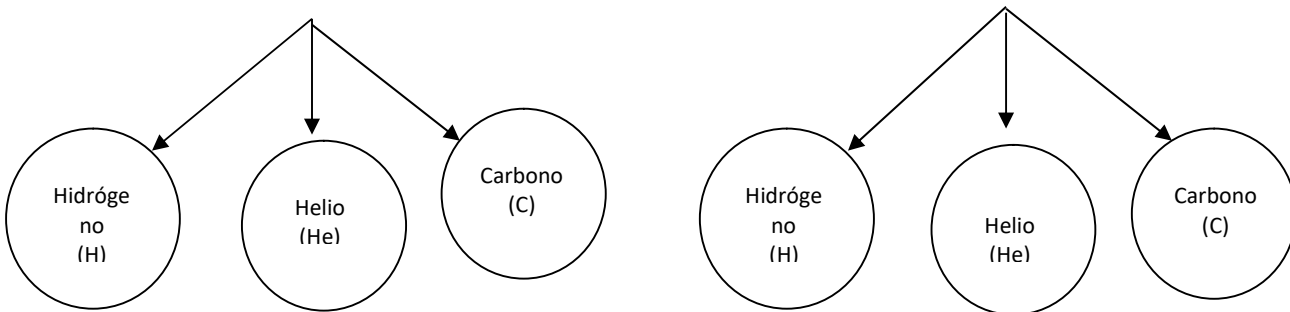 Hidróge
no
(H)
Helio
(He)
Carbono
(C)
Hidróge
no
(H)
Helio
(He)
Carbono
(C)